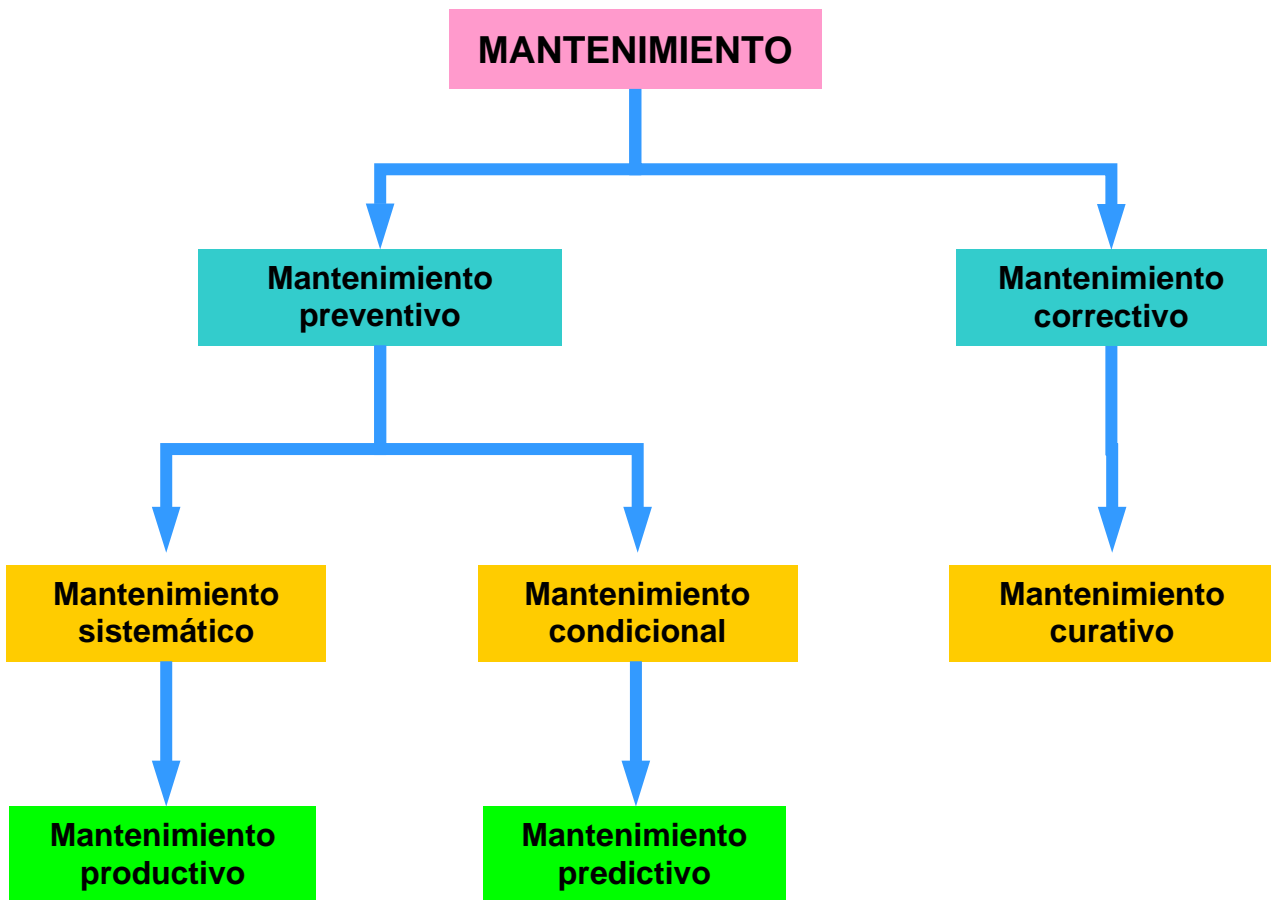 MANTENIMIENTO
Mantenimiento
preventivo
Mantenimiento
correctivo
Mantenimiento
sistemático
Mantenimiento
condicional
Mantenimiento
curativo
Mantenimiento
productivo
Mantenimiento
predictivo